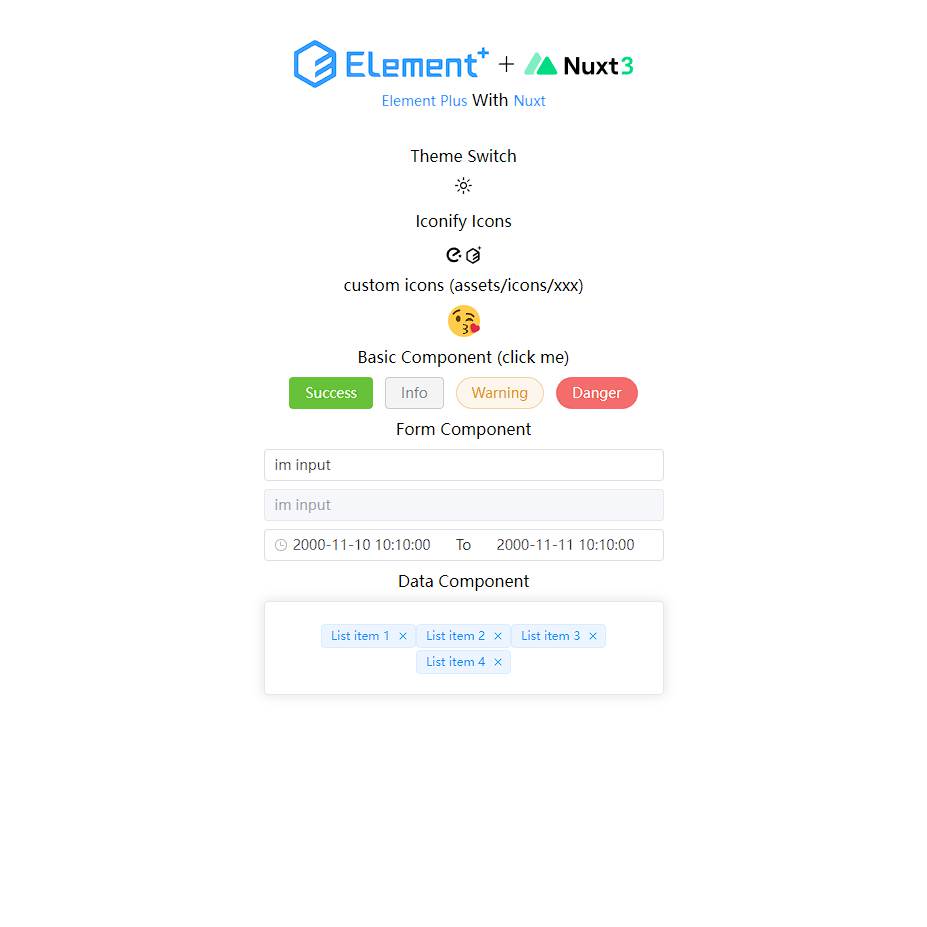 Element+ + Nuxt3
Element Plus With Nuxt
Theme Switch
Iconify Icons
custom icons (assets/icons/xxx)
Basic Component (click me)
Success Info Warning Danger
Form Component
im input
im input
2000-11-10 10:10:00 To 2000-11-11 10:10:00
Data Component
List item 1 × List item 2 × List item 3 ×
List item 4 ×